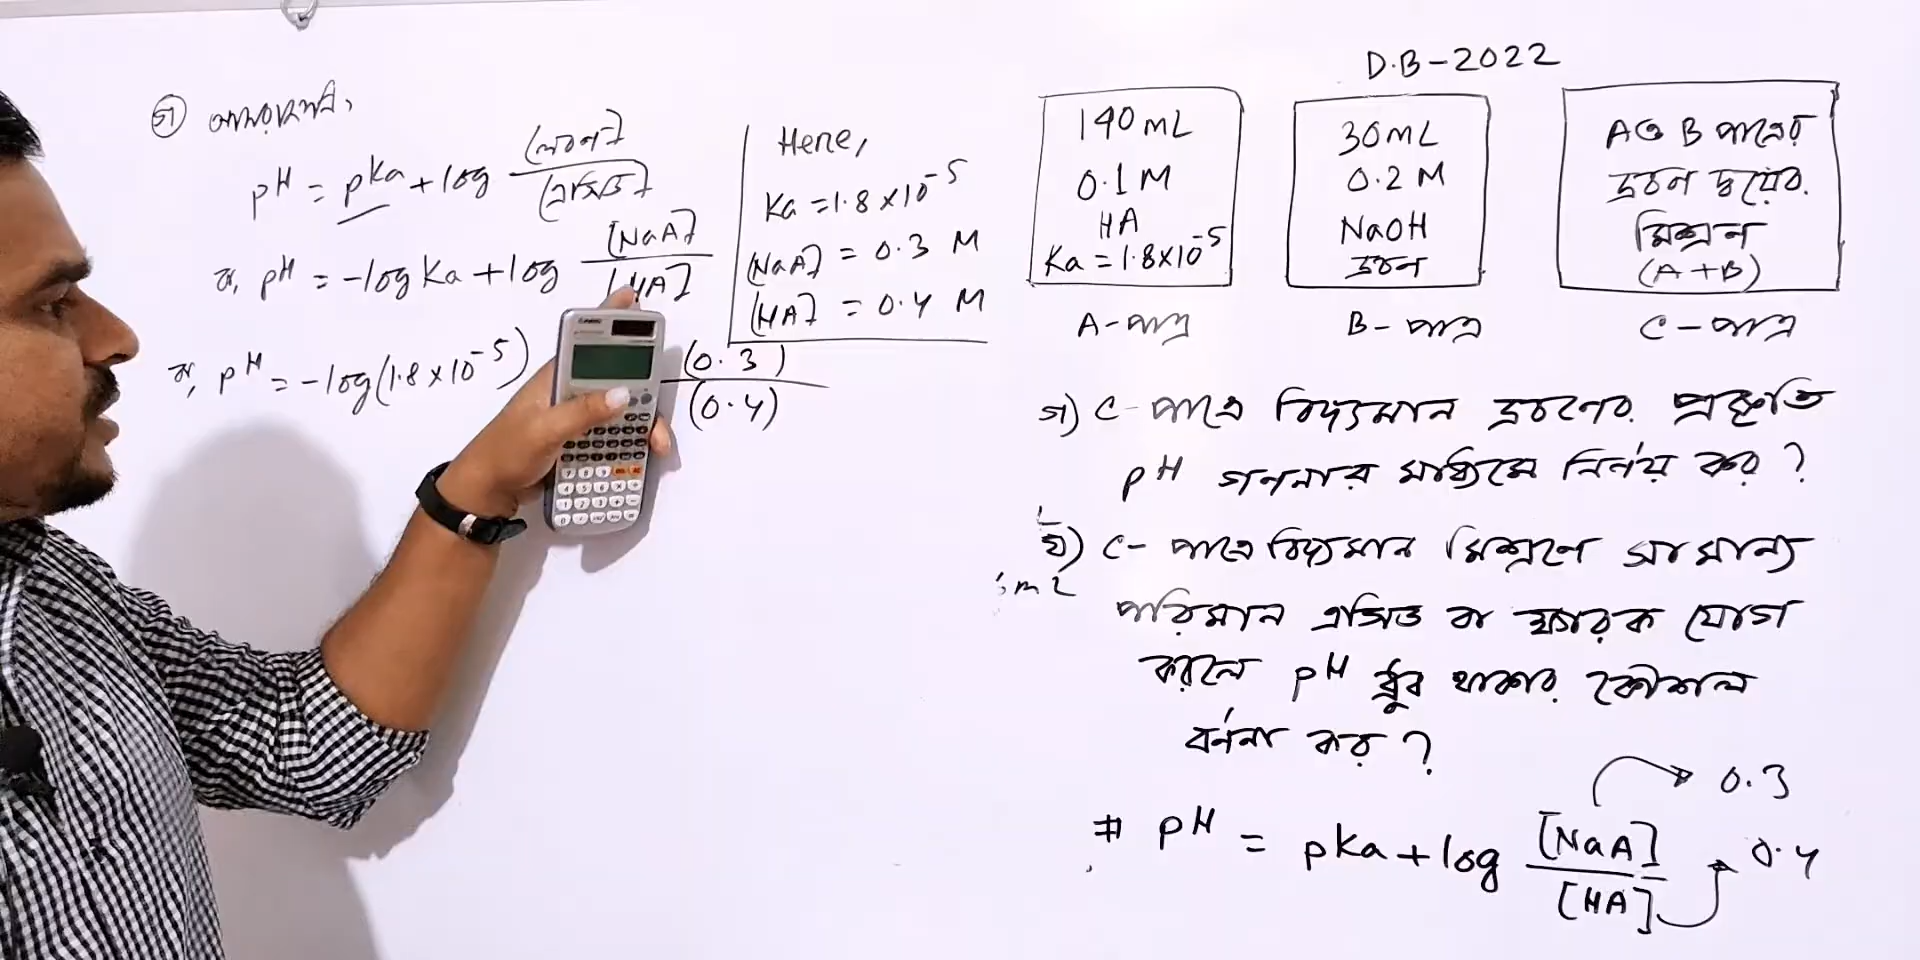 গ) আমরা জানি,
pH = pKa + log [লবণ]/[এসিড]
বা, pH = -log Ka + log [NaA]/[HA]
বা, pH = -log(1.8×10⁻⁵) (0.3)/(0.4)
Here,
Ka = 1.8×10⁻⁵
[NaA] = 0.3 M
[HA] = 0.4 M
D.B-2022
140 mL
0.1 M
HA
Ka = 1.8×10⁻⁵
A-পাত্র
30mL
0.2 M
NaOH
দ্রবণ
B-পাত্র
A ও B পাত্রের
দ্রবণ দ্বয়ের
মিশ্রণ
(A+B)
C-পাত্র
গ) C-পাত্রে বিদ্যমান দ্রবণের প্রকৃতি
pH গণনার মাধ্যমে নির্ণয় কর ?
ঘ) C-পাত্রে বিদ্যমান মিশ্রণে সামান্য
পরিমান এসিড বা ক্ষারক যোগ
করলে pH ধ্রুব থাকার কৌশল
বর্ননা কর ?
# pH = pKa + log [NaA]/[HA]
0.3
0.4